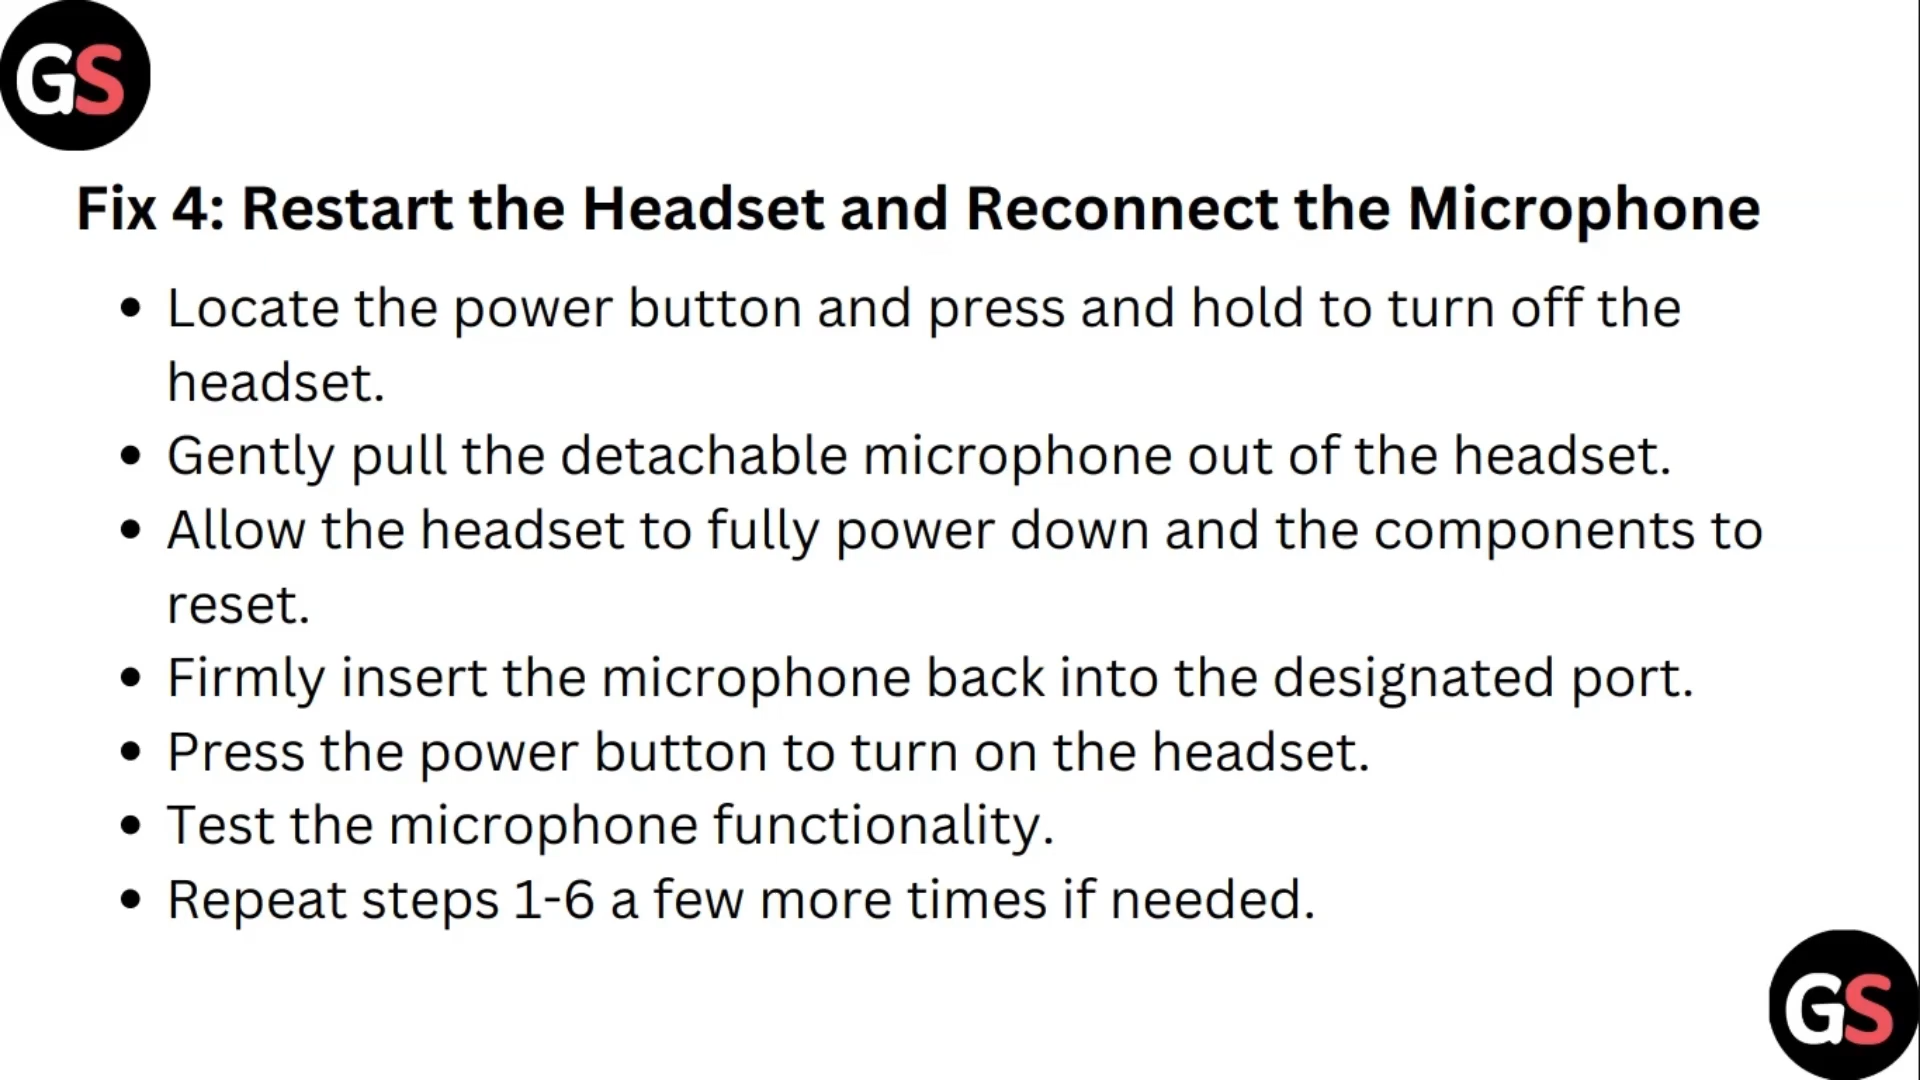 GS
Fix 4: Restart the Headset and Reconnect the Microphone
• Locate the power button and press and hold to turn off the
headset.
• Gently pull the detachable microphone out of the headset.
• Allow the headset to fully power down and the components to
reset.
• Firmly insert the microphone back into the designated port.
• Press the power button to turn on the headset.
• Test the microphone functionality.
• Repeat steps 1-6 a few more times if needed.
GS